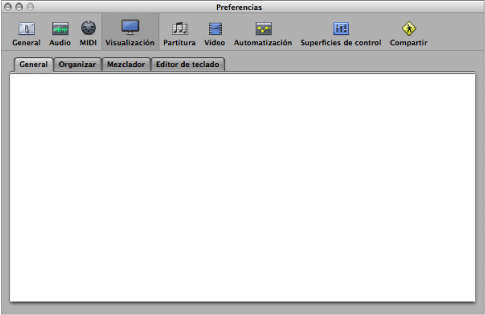 Preferencias
General Audio MIDI Visualización Partitura Vídeo Automatización Superficies de control Compartir
General Organizar Mezclador Editor de teclado